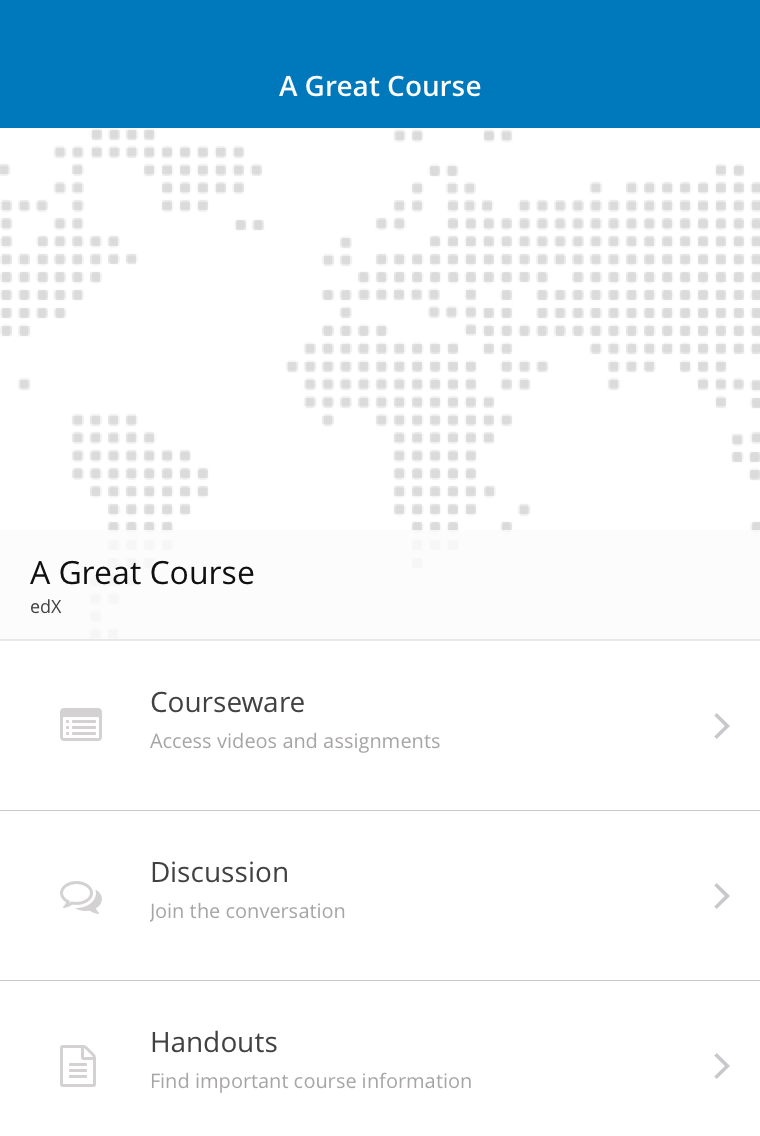 A Great Course
A Great Course
edX
Courseware
Access videos and assignments
Discussion
Join the conversation
Handouts
Find important course information